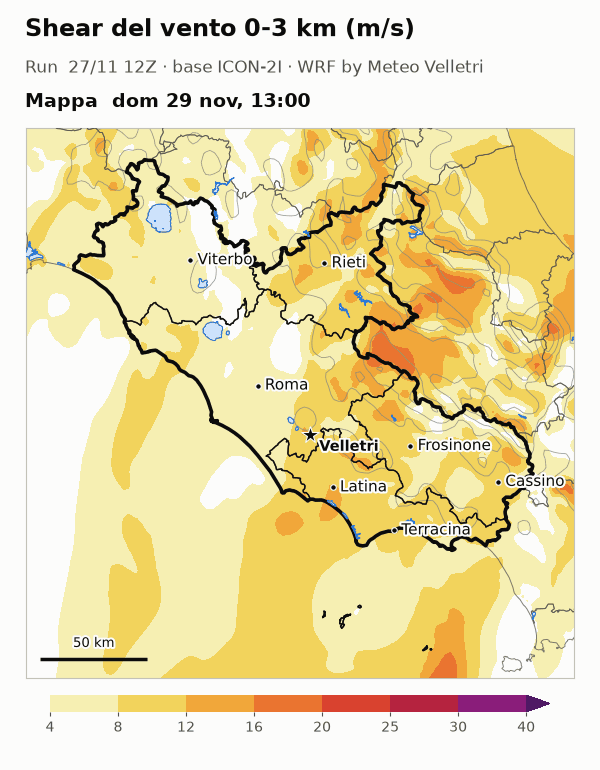 Shear del vento 0-3 km (m/s)
Run  27/11 12Z · base ICON-2I · WRF by Meteo Velletri
Mappa  dom 29 nov, 13:00
Viterbo
Rieti
Roma
Velletri
Frosinone
Latina
Cassino
Terracina
50 km
4 8 12 16 20 25 30 40